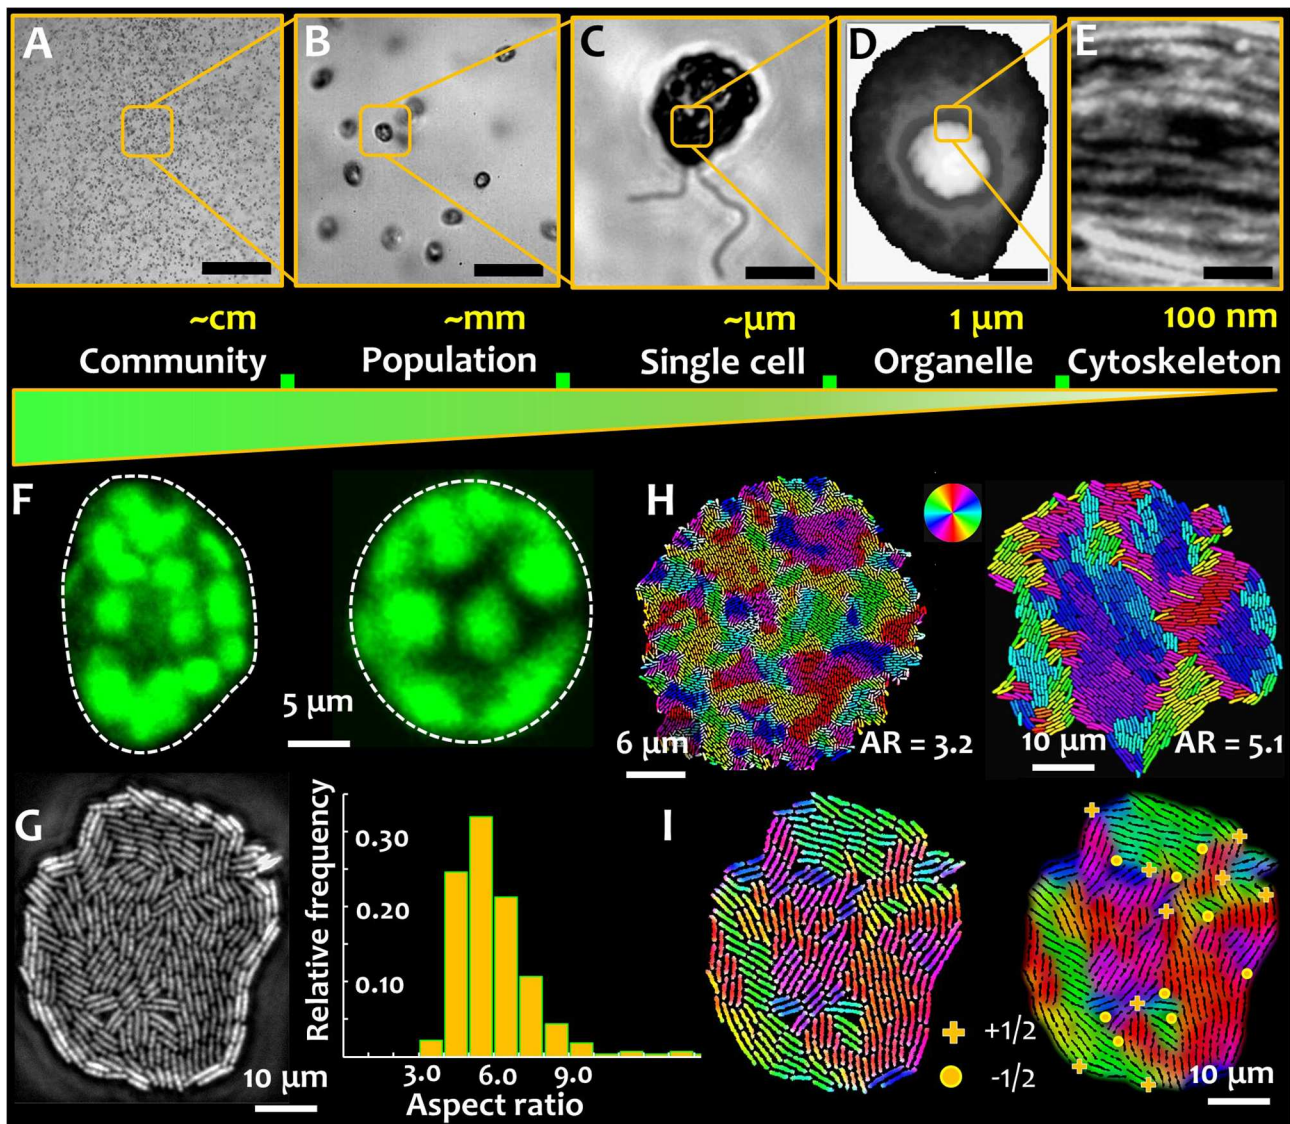 A
B
C
D
E
~cm
~mm
~µm
1 µm
100 nm
Community
Population
Single cell
Organelle
Cytoskeleton
F
5 µm
H
6 µm
AR = 3.2
10 µm
AR = 5.1
G
10 µm
Relative frequency
0.30
0.20
0.10
3.0
6.0
9.0
Aspect ratio
I
+1/2
-1/2
10 µm